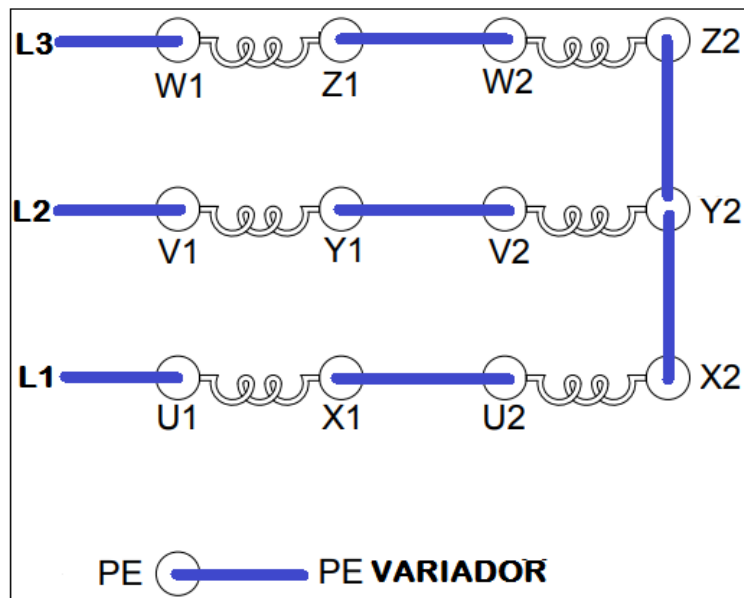 L3
W1 Z1 W2 Z2
L2
V1 Y1 V2 Y2
L1
U1 X1 U2 X2
PE PE VARIADOR